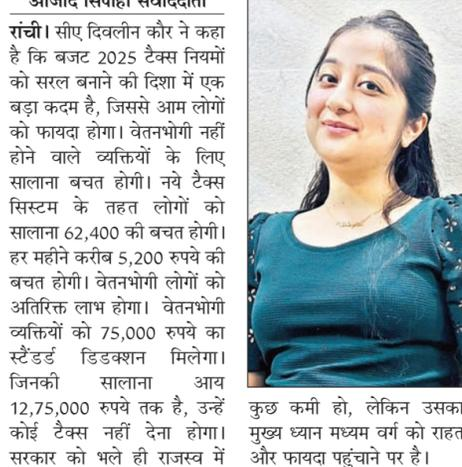 आजाद सिपाही संवाददाता
रांची। सीए दिवलीन कौर ने कहा
है कि बजट 2025 टैक्स नियमों
को सरल बनाने की दिशा में एक
बड़ा कदम है, जिससे आम लोगों
को फायदा होगा। वेतनभोगी नहीं
होने वाले व्यक्तियों के लिए
सालाना बचत होगी। नये टैक्स
सिस्टम के तहत लोगों को
सालाना 62,400 की बचत होगी।
हर महीने करीब 5,200 रुपये की
बचत होगी। वेतनभोगी लोगों को
अतिरिक्त लाभ होगा। वेतनभोगी
व्यक्तियों को 75,000 रुपये का
स्टैंडर्ड डिडक्शन मिलेगा।
जिनकी सालाना आय
12,75,000 रुपये तक है, उन्हें
कोई टैक्स नहीं देना होगा।
सरकार को भले ही राजस्व में
कुछ कमी हो, लेकिन उसका
मुख्य ध्यान मध्यम वर्ग को राहत
और फायदा पहुंचाने पर है।